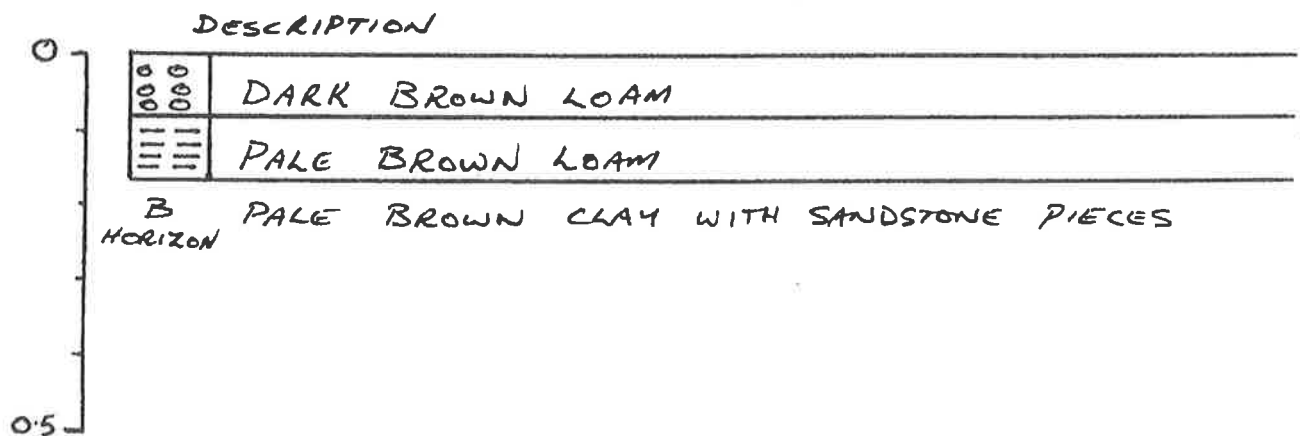 DESCRIPTION
0
DARK BROWN LOAM
PALE BROWN LOAM
B HORIZON
PALE BROWN CLAY WITH SANDSTONE PIECES
0.5